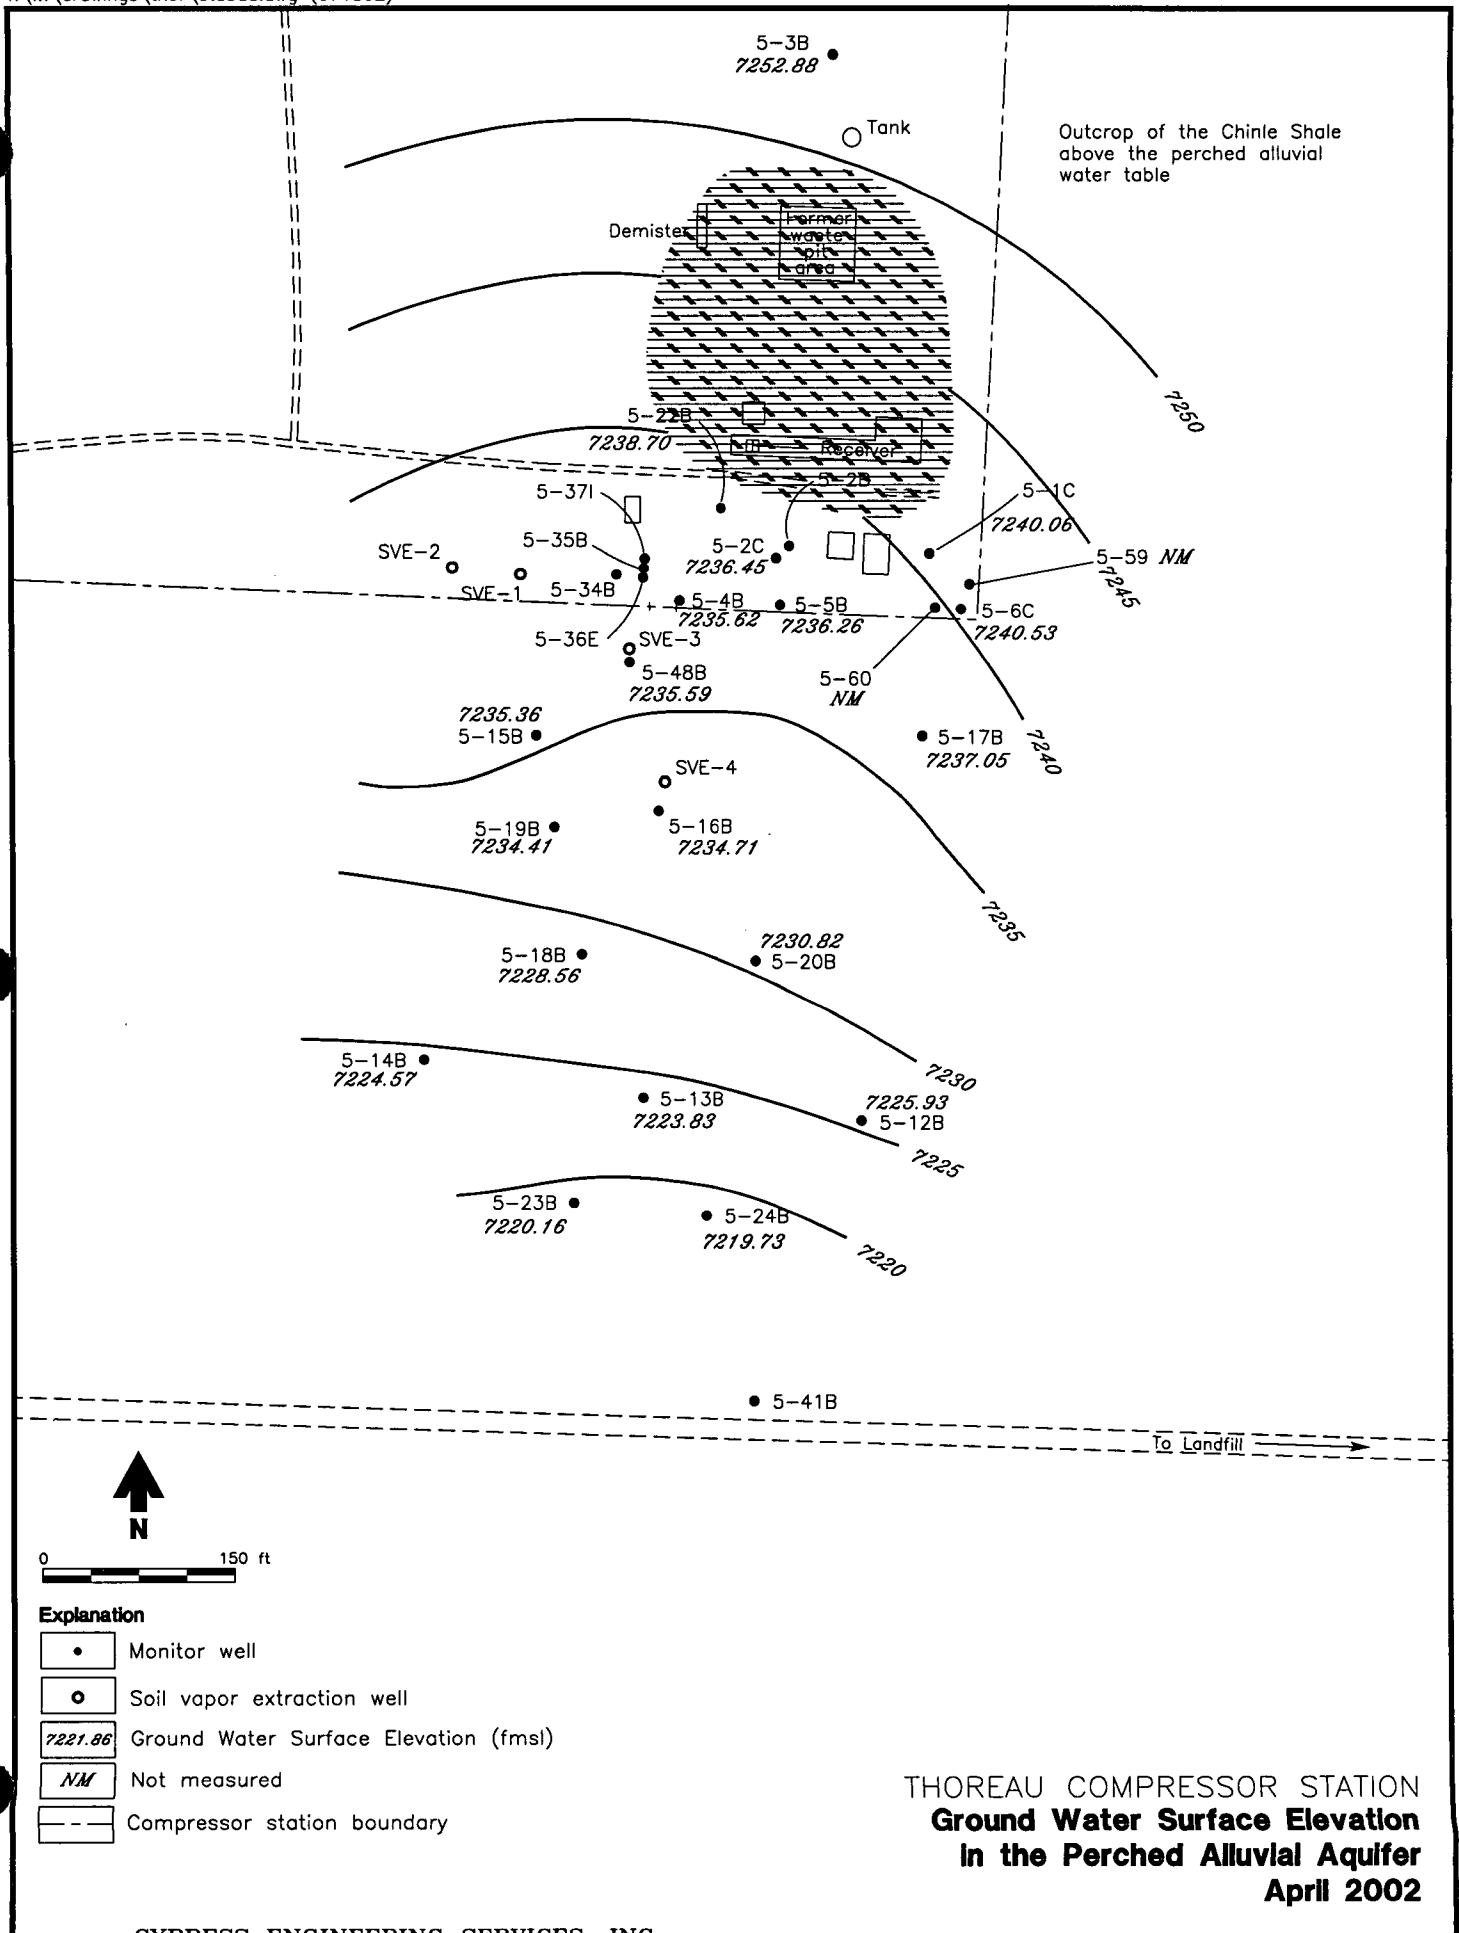 5-3B
7252.88
Tank
Outcrop of the Chinle Shale
above the perched alluvial
water table
Demister
Former
waste
pit
area
7250
5-22B
7238.70
Receiver
5-2B
5-37I
5-1C
7240.06
5-35B
5-2C
7236.45
SVE-2
5-59 NM
7245
SVE-1
5-34B
5-4B
7235.62
5-5B
7236.26
5-6C
7240.53
5-36E
SVE-3
5-48B
7235.59
5-60
NM
7235.36
5-15B
5-17B
7237.05
7240
SVE-4
5-19B
7234.41
5-16B
7234.71
7235
7230.82
5-20B
5-18B
7228.56
5-14B
7224.57
7230
5-13B
7223.83
7225.93
5-12B
7225
5-23B
7220.16
5-24B
7219.73
7220
5-41B
To Landfill
N
0 150 ft
Explanation
Monitor well
Soil vapor extraction well
7221.86 Ground Water Surface Elevation (fmsl)
NM Not measured
Compressor station boundary
THOREAU COMPRESSOR STATION
Ground Water Surface Elevation
in the Perched Alluvial Aquifer
April 2002
CYPRESS ENGINEERING SERVICES, INC